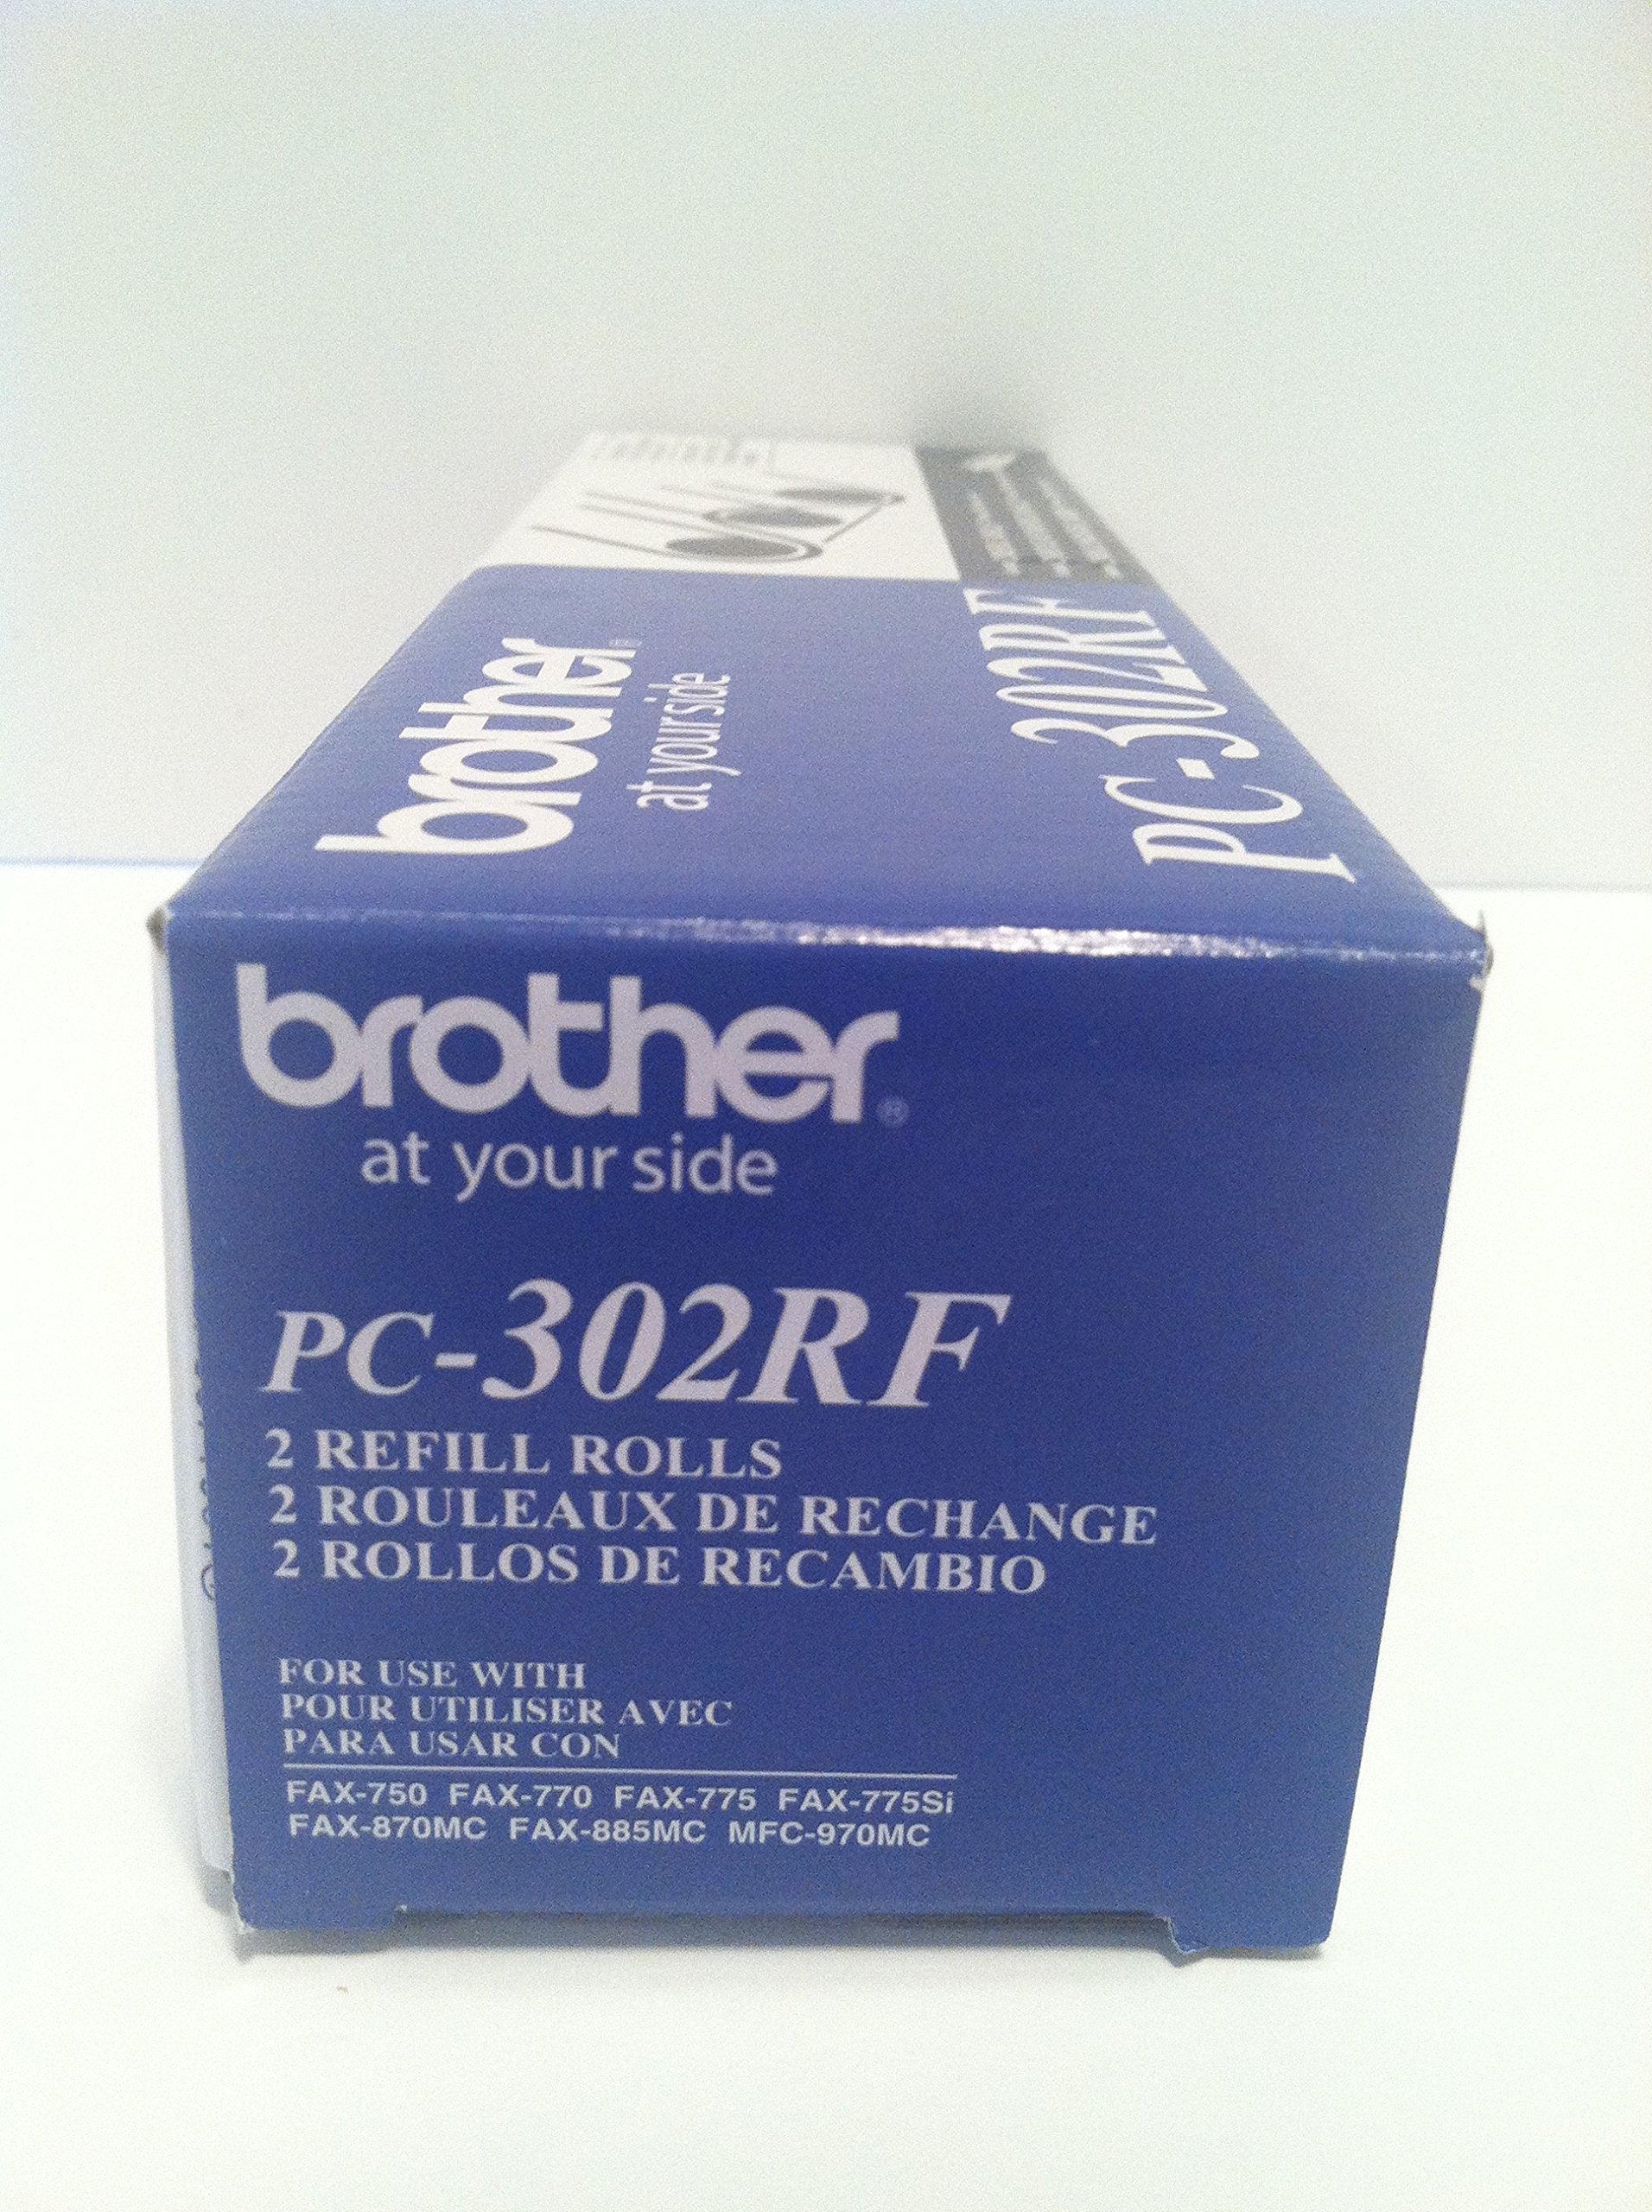 brother
at your side
PC-302RF
brother®
at your side
PC-302RF
2 REFILL ROLLS
2 ROULEAUX DE RECHANGE
2 ROLLOS DE RECAMBIO
FOR USE WITH
POUR UTILISER AVEC
PARA USAR CON
FAX-750 FAX-770 FAX-775 FAX-775Si
FAX-870MC FAX-885MC MFC-970MC